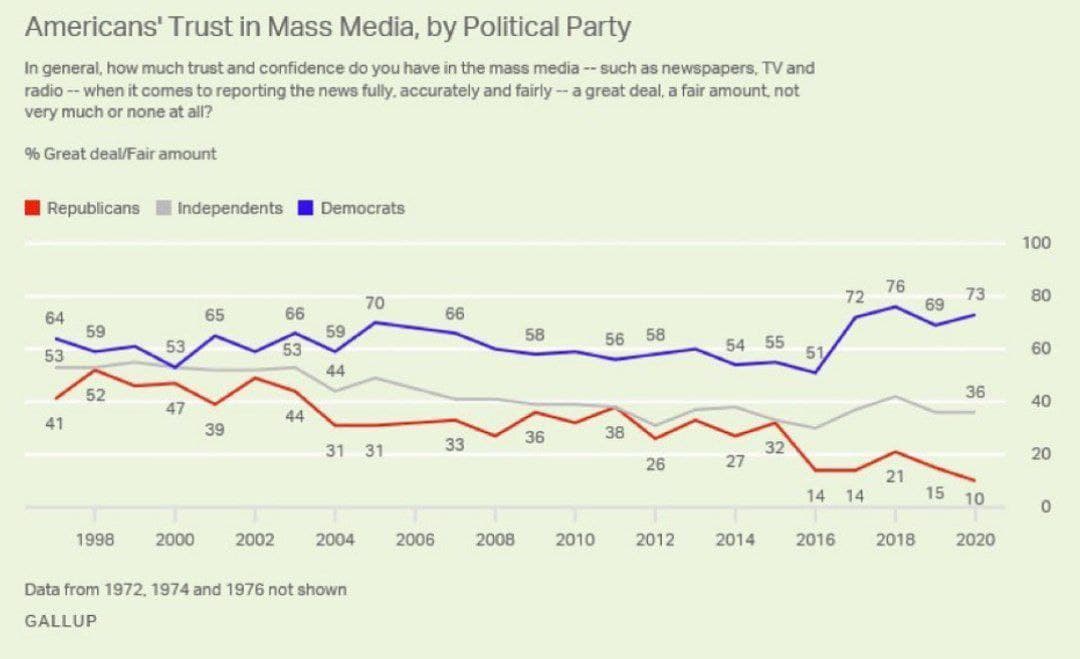 Americans' Trust in Mass Media, by Political Party
In general, how much trust and confidence do you have in the mass media -- such as newspapers, TV and
radio -- when it comes to reporting the news fully, accurately and fairly -- a great deal, a fair amount, not
very much or none at all?
% Great deal/Fair amount
Republicans Independents Democrats
100
80
60
40
20
0
64 59 53 65 66 59 70 66 58 56 58 54 55 51 72 76 69 73
53 53 44 36
41 52 47 39 44 31 31 33 36 38 26 27 32 14 14 21 15 10
1998 2000 2002 2004 2006 2008 2010 2012 2014 2016 2018 2020
Data from 1972, 1974 and 1976 not shown
GALLUP